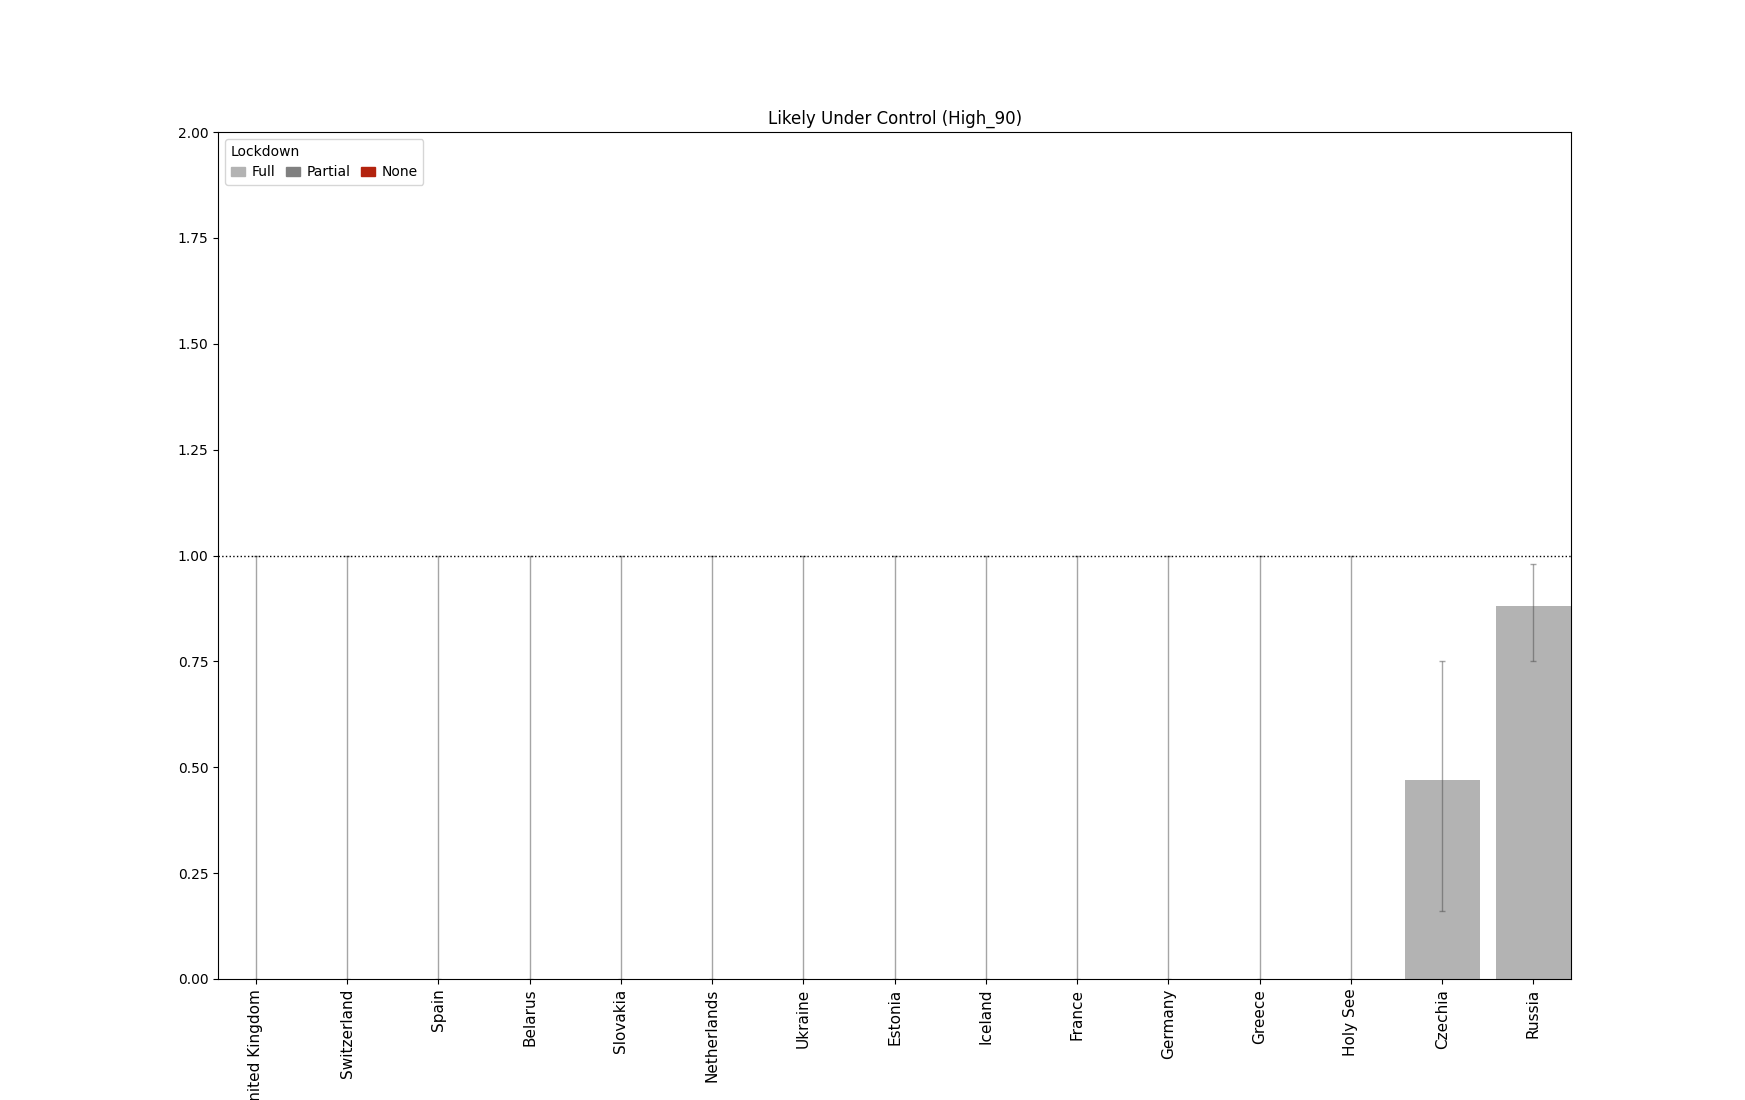 Likely Under Control (High_90)
2.00
Lockdown
Full Partial None
1.75
1.50
1.25
1.00
0.75
0.50
0.25
0.00
nited Kingdom
Switzerland
Spain
Belarus
Slovakia
Netherlands
Ukraine
Estonia
Iceland
France
Germany
Greece
Holy See
Czechia
Russia